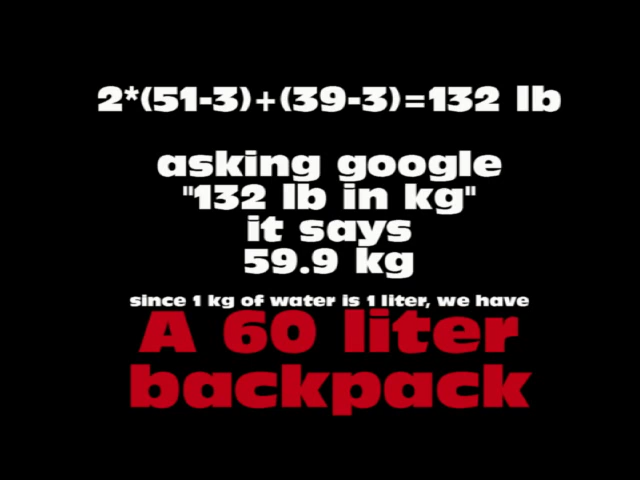 2*(51-3)+(39-3)=132 lb
asking google
"132 lb in kg"
it says
59.9 kg
since 1 kg of water is 1 liter, we have
A 60 liter
backpack